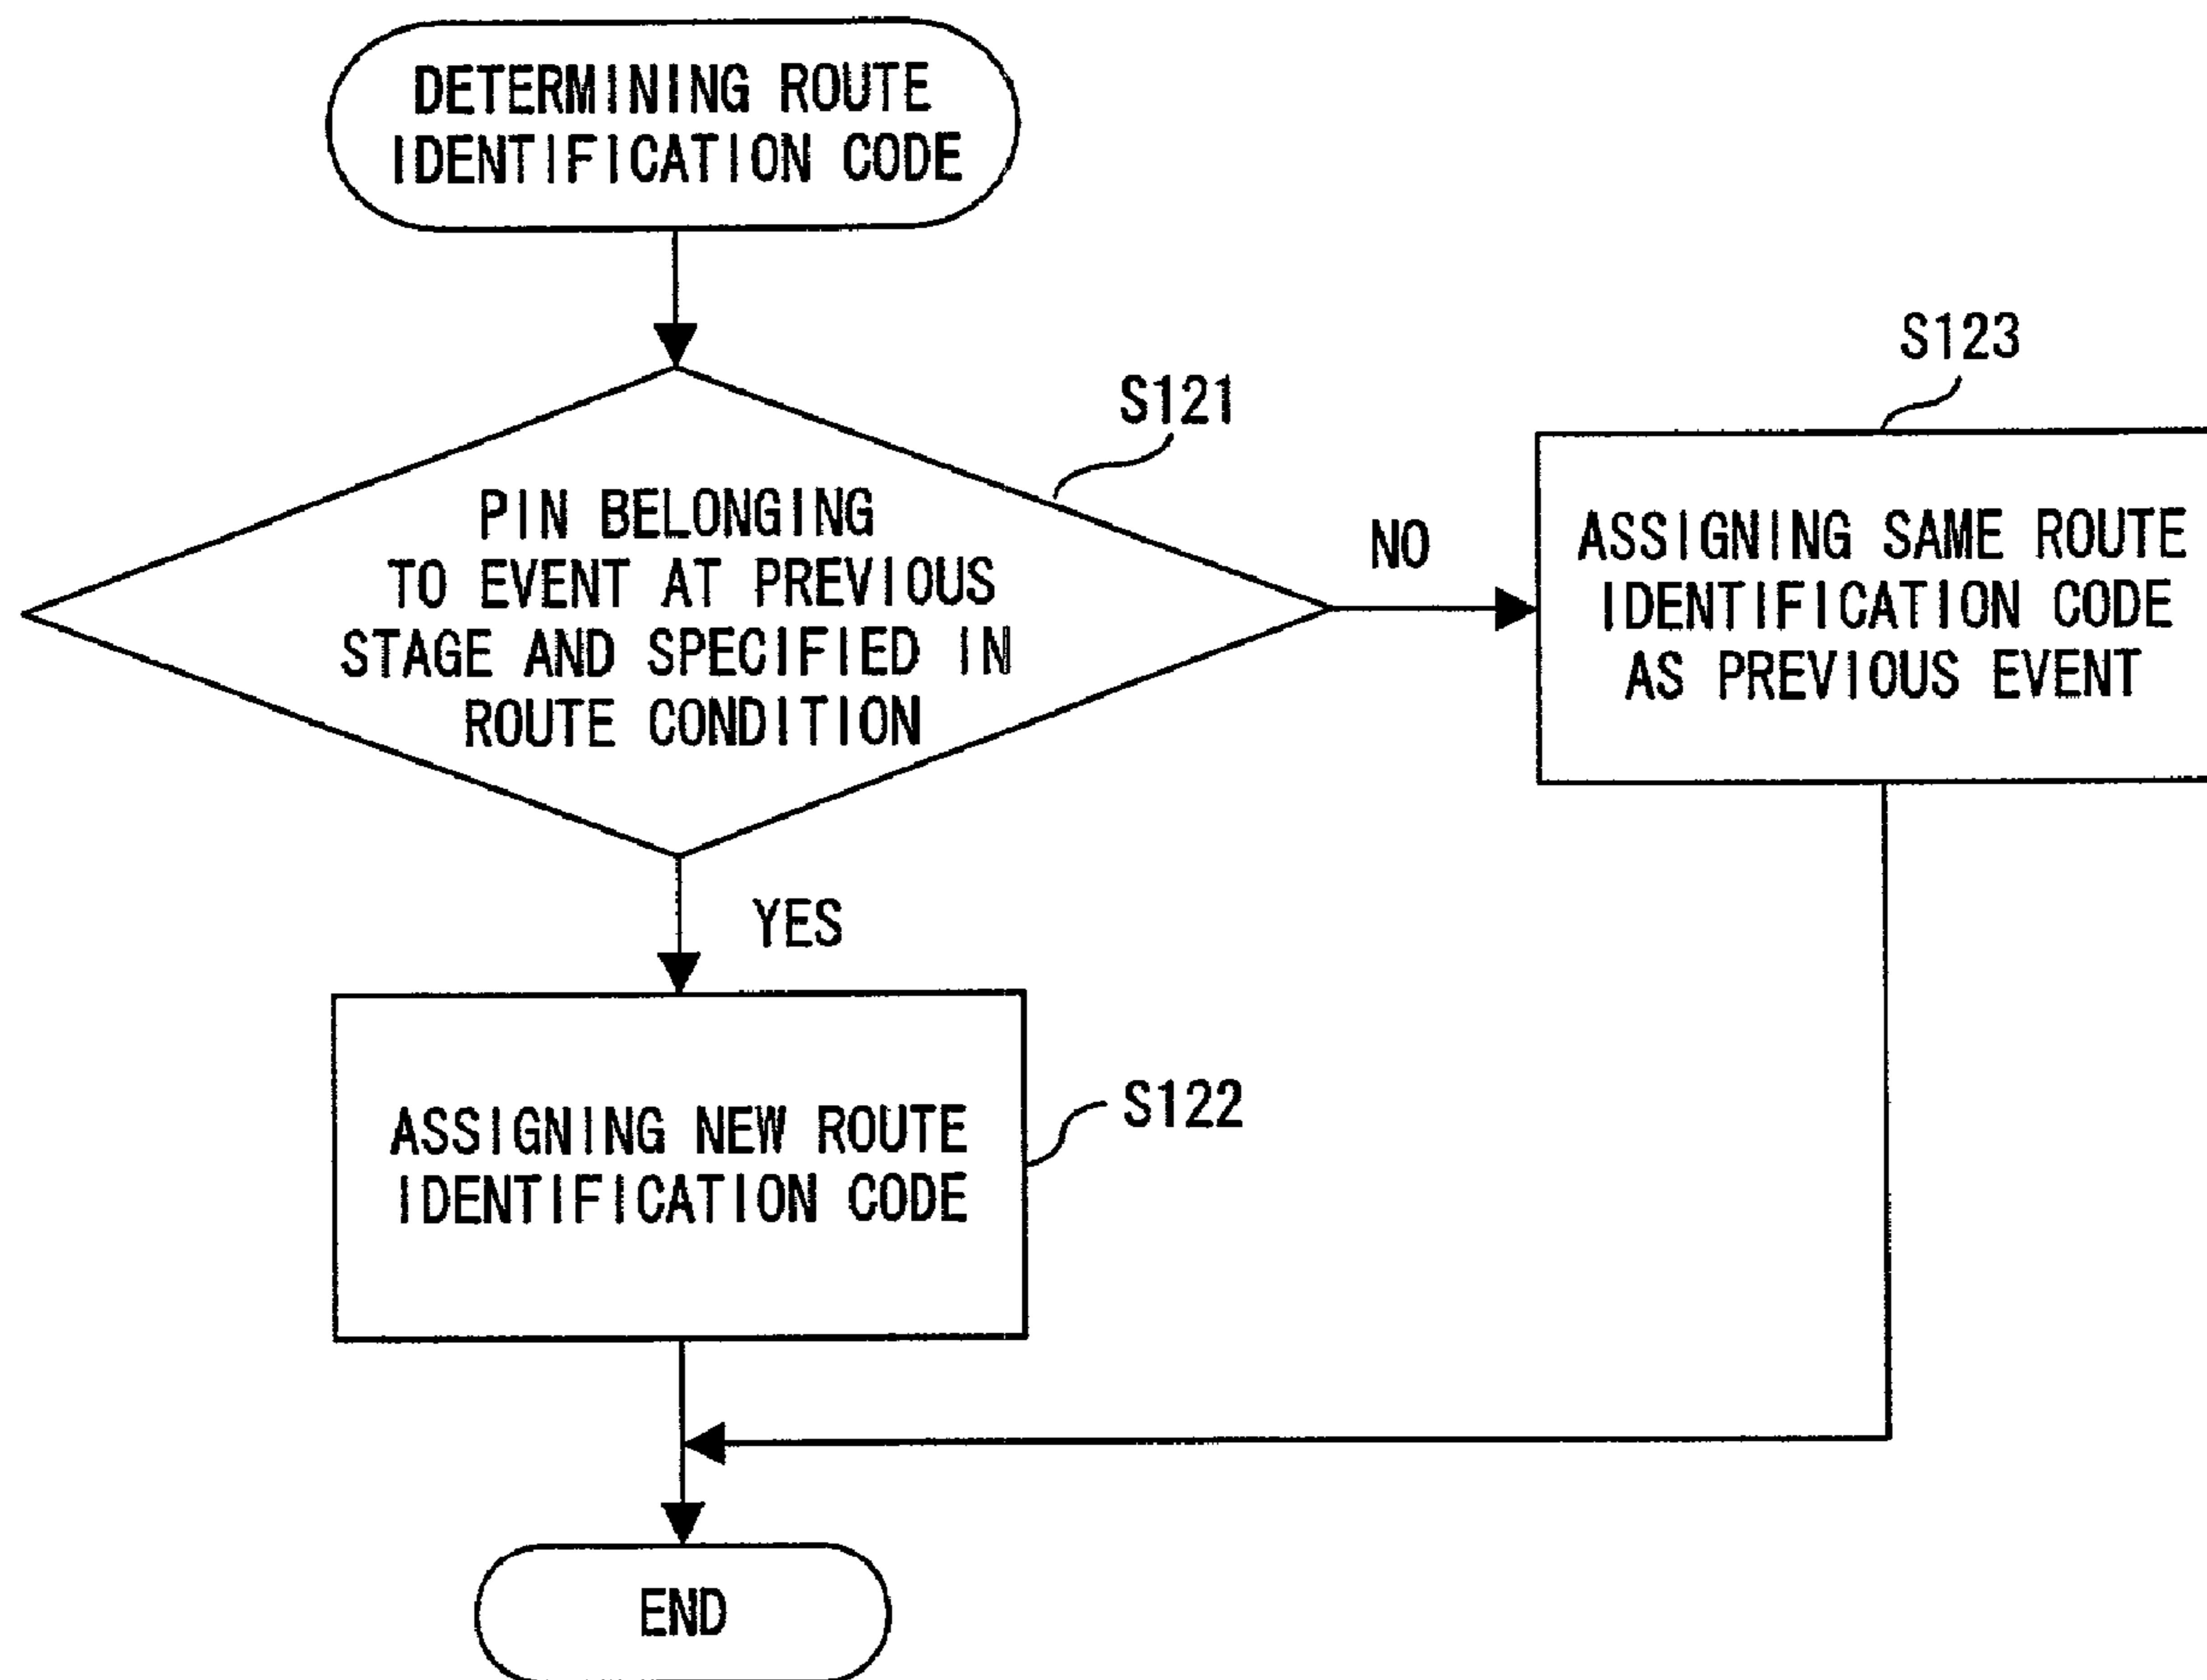 DETERMINING ROUTE
IDENTIFICATION CODE
S121
PIN BELONGING
TO EVENT AT PREVIOUS
STAGE AND SPECIFIED IN
ROUTE CONDITION
NO
S123
ASSIGNING SAME ROUTE
IDENTIFICATION CODE
AS PREVIOUS EVENT
YES
ASSIGNING NEW ROUTE
IDENTIFICATION CODE
S122
END